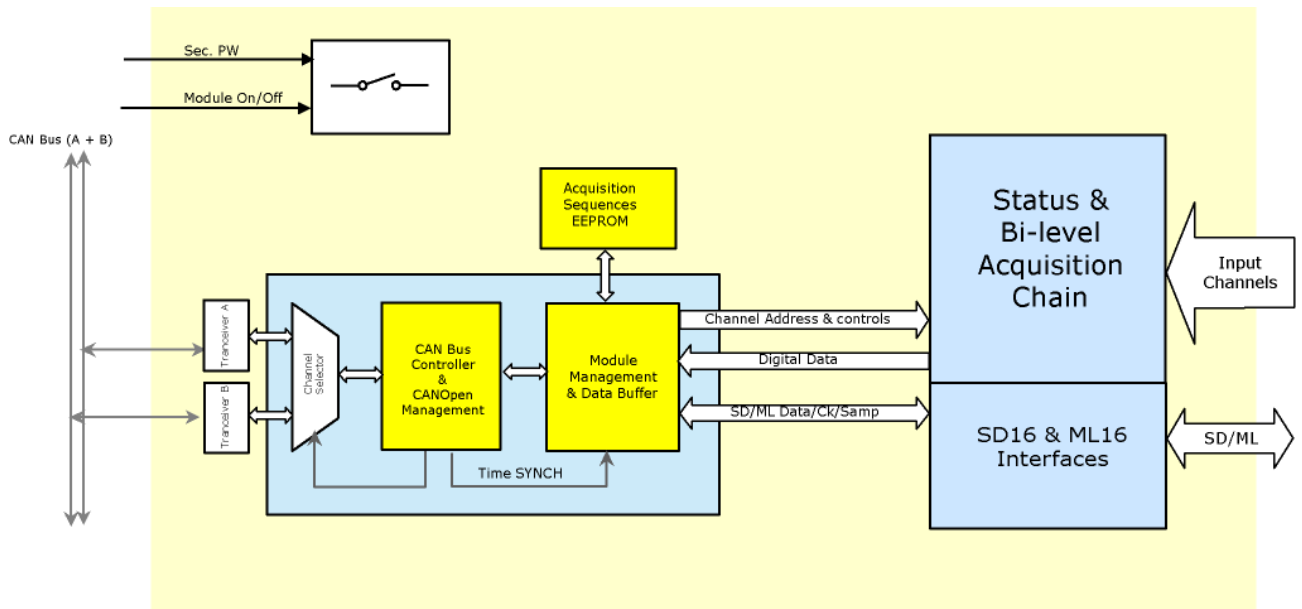 Sec. PW
Module On/Off
CAN Bus (A + B)
Acquisition
Sequences
EEPROM
Status &
Bi-level
Acquisition
Chain
Input
Channels
Tranceiver A
Channel
Selector
CAN Bus
Controller
&
CANOpen
Management
Module
Management
& Data Buffer
Channel Address & controls
Digital Data
SD/ML Data/Ck/Samp
Tranceiver B
Time SYNCH
SD16 & ML16
Interfaces
SD/ML